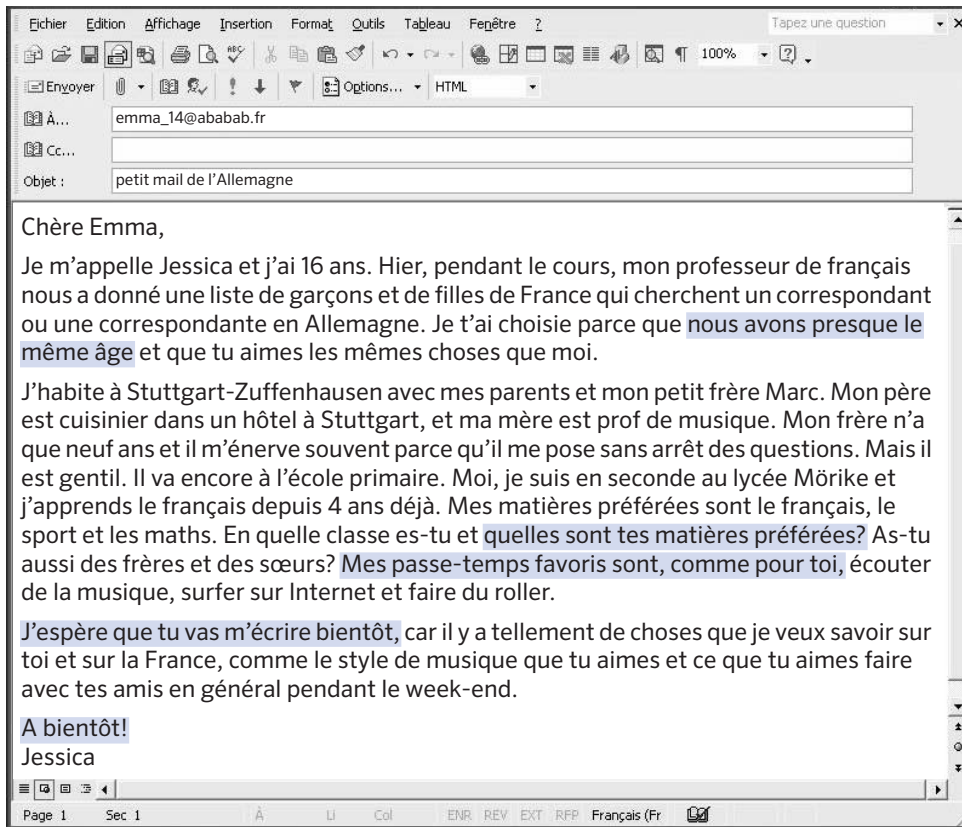 Fichier Edition Affichage Insertion Format Outils Tableau Fenêtre ? Tapez une question
100%
Envoyer Options... HTML
À... emma_14@ababab.fr
Cc...
Objet : petit mail de l'Allemagne
Chère Emma,
Je m'appelle Jessica et j'ai 16 ans. Hier, pendant le cours, mon professeur de français
nous a donné une liste de garçons et de filles de France qui cherchent un correspondant
ou une correspondante en Allemagne. Je t'ai choisie parce que nous avons presque le
même âge et que tu aimes les mêmes choses que moi.
J'habite à Stuttgart-Zuffenhausen avec mes parents et mon petit frère Marc. Mon père
est cuisinier dans un hôtel à Stuttgart, et ma mère est prof de musique. Mon frère n'a
que neuf ans et il m'énerve souvent parce qu'il me pose sans arrêt des questions. Mais il
est gentil. Il va encore à l'école primaire. Moi, je suis en seconde au lycée Mörike et
j'apprends le français depuis 4 ans déjà. Mes matières préférées sont le français, le
sport et les maths. En quelle classe es-tu et quelles sont tes matières préférées? As-tu
aussi des frères et des sœurs? Mes passe-temps favoris sont, comme pour toi, écouter
de la musique, surfer sur Internet et faire du roller.
J'espère que tu vas m'écrire bientôt, car il y a tellement de choses que je veux savoir sur
toi et sur la France, comme le style de musique que tu aimes et ce que tu aimes faire
avec tes amis en général pendant le week-end.
A bientôt!
Jessica
Page 1 Sec 1 À Li Col ENR REV EXT RFP Français (Fr